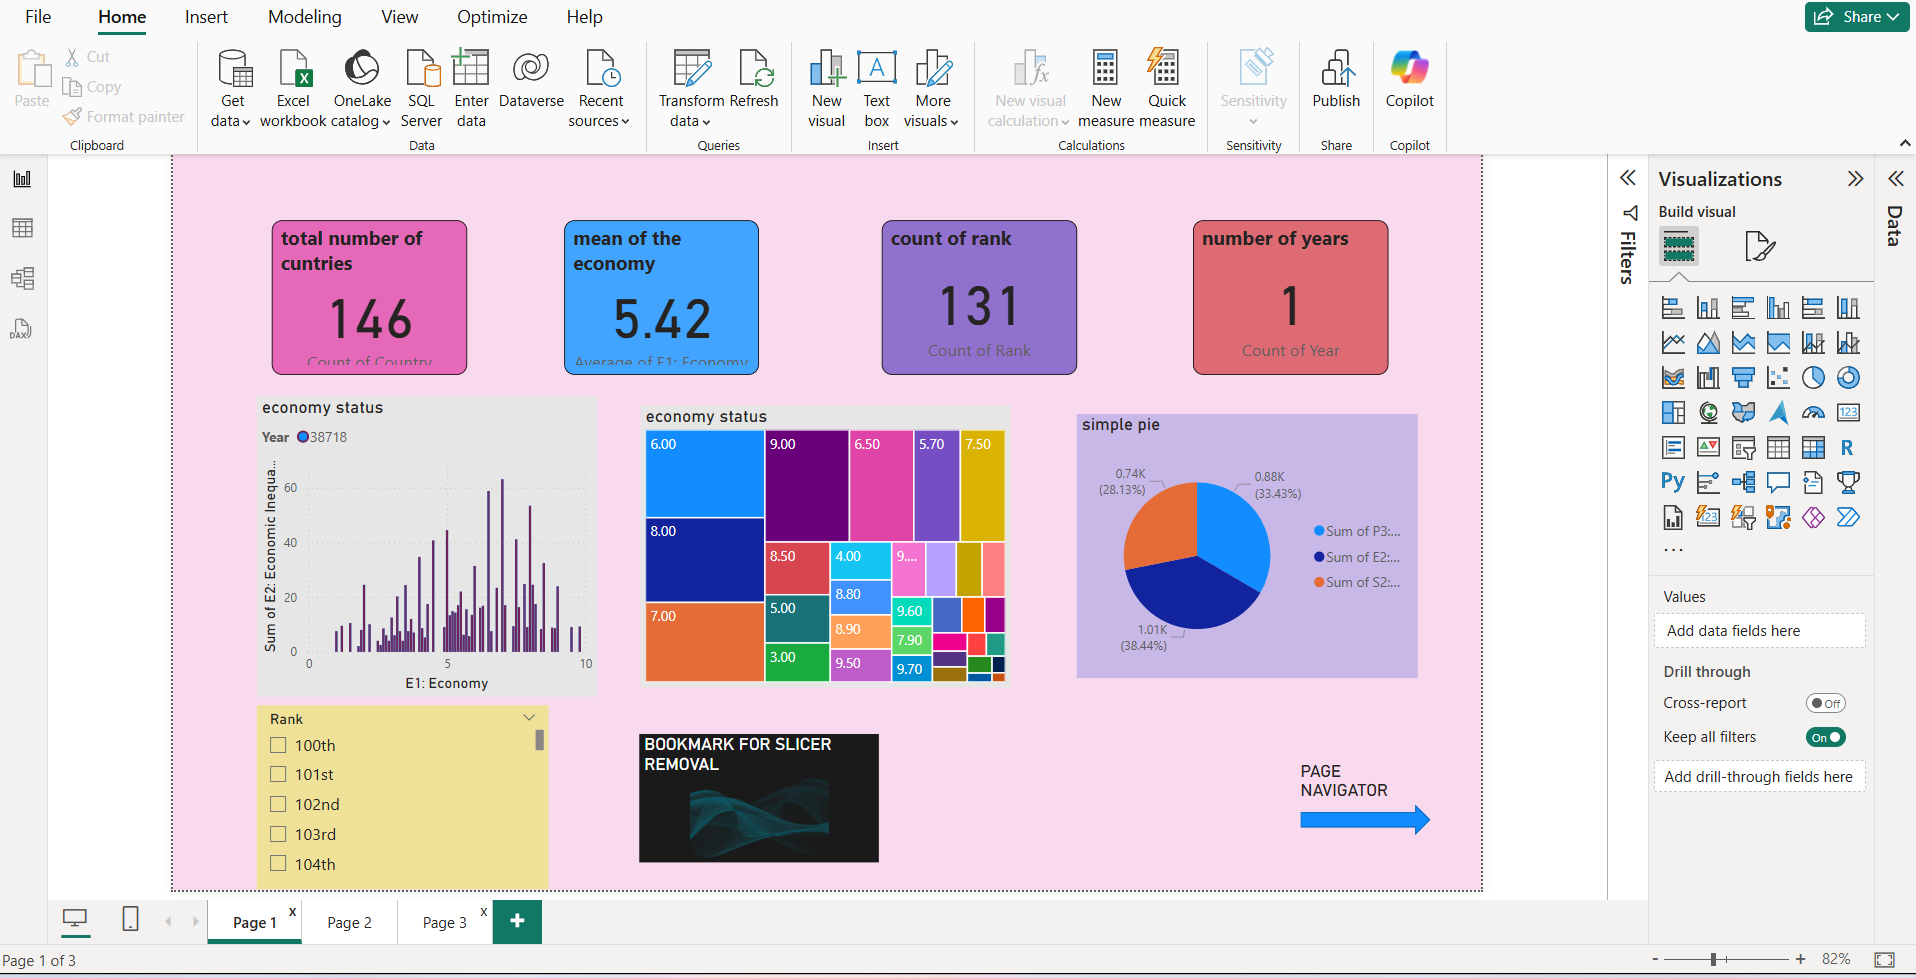 File Home Insert Modeling View Optimize Help Share
Paste
Cut
Copy
Format painter
Clipboard
Get data
Excel workbook
OneLake catalog
SQL Server
Enter data
Dataverse
Recent sources
Data
Transform data
Refresh
Queries
New visual
Text box
More visuals
Insert
New visual calculation
New measure
Quick measure
Calculations
Sensitivity
Sensitivity
Publish
Share
Copilot
Copilot
total number of
cuntries
146
Count of Country
mean of the
economy
5.42
Average of E1: Economy
count of rank
131
Count of Rank
number of years
1
Count of Year
economy status
Year 38718
Sum of E2: Economic Inequa...
60
40
20
0
0 5 10
E1: Economy
economy status
6.00
8.00
7.00
9.00
6.50
5.70
7.50
8.50
5.00
3.00
4.00
8.80
8.90
9.50
9....
9.60
7.90
9.70
simple pie
0.74K
(28.13%)
0.88K
(33.43%)
1.01K
(38.44%)
Sum of P3:...
Sum of E2:...
Sum of S2:...
Rank
100th
101st
102nd
103rd
104th
BOOKMARK FOR SLICER
REMOVAL
PAGE
NAVIGATOR
Filters
Visualizations
Build visual
123
R
Py
123
...
Values
Add data fields here
Drill through
Cross-report Off
Keep all filters On
Add drill-through fields here
Data
DAX
Page 1 x
Page 2
Page 3 x
+
Page 1 of 3
- + 82%